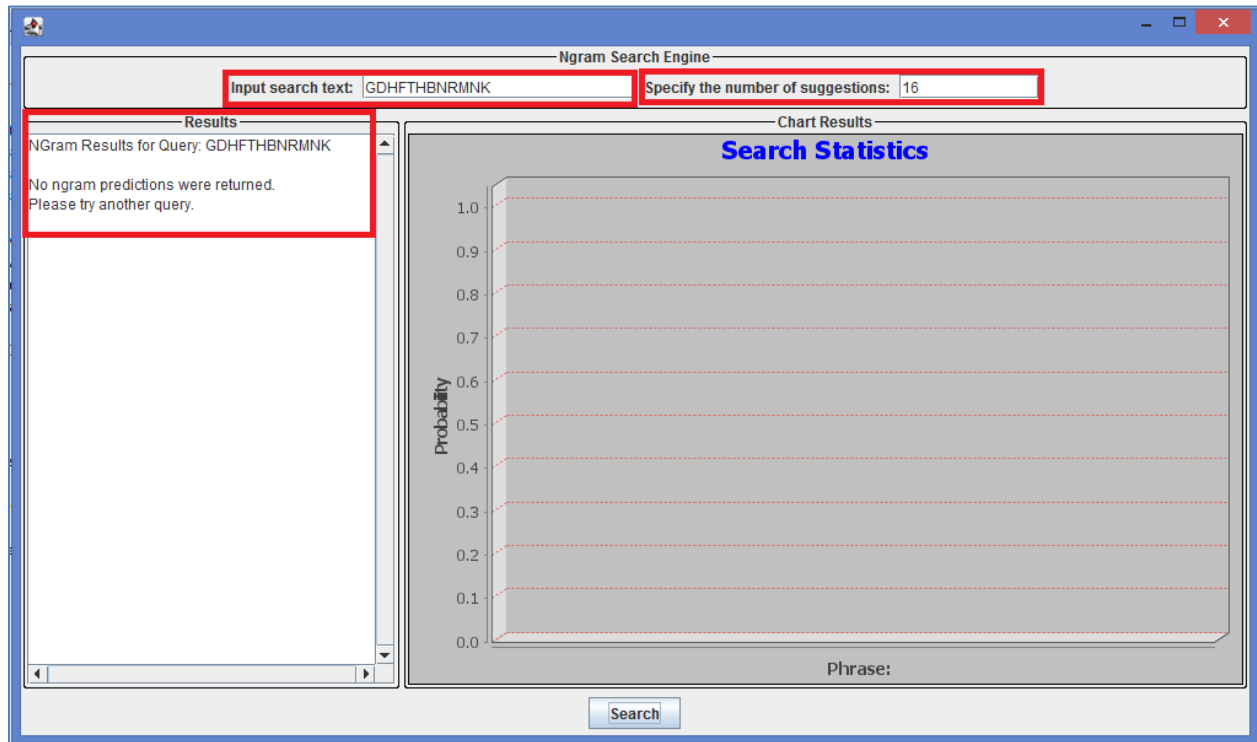 Ngram Search Engine
Input search text: GDHFTHBNRMNK Specify the number of suggestions: 16
Results
NGram Results for Query: GDHFTHBNRMNK
No ngram predictions were returned.
Please try another query.
Chart Results
Search Statistics
1.0
0.9
0.8
0.7
0.6
0.5
0.4
0.3
0.2
0.1
0.0
Probability
Phrase:
Search